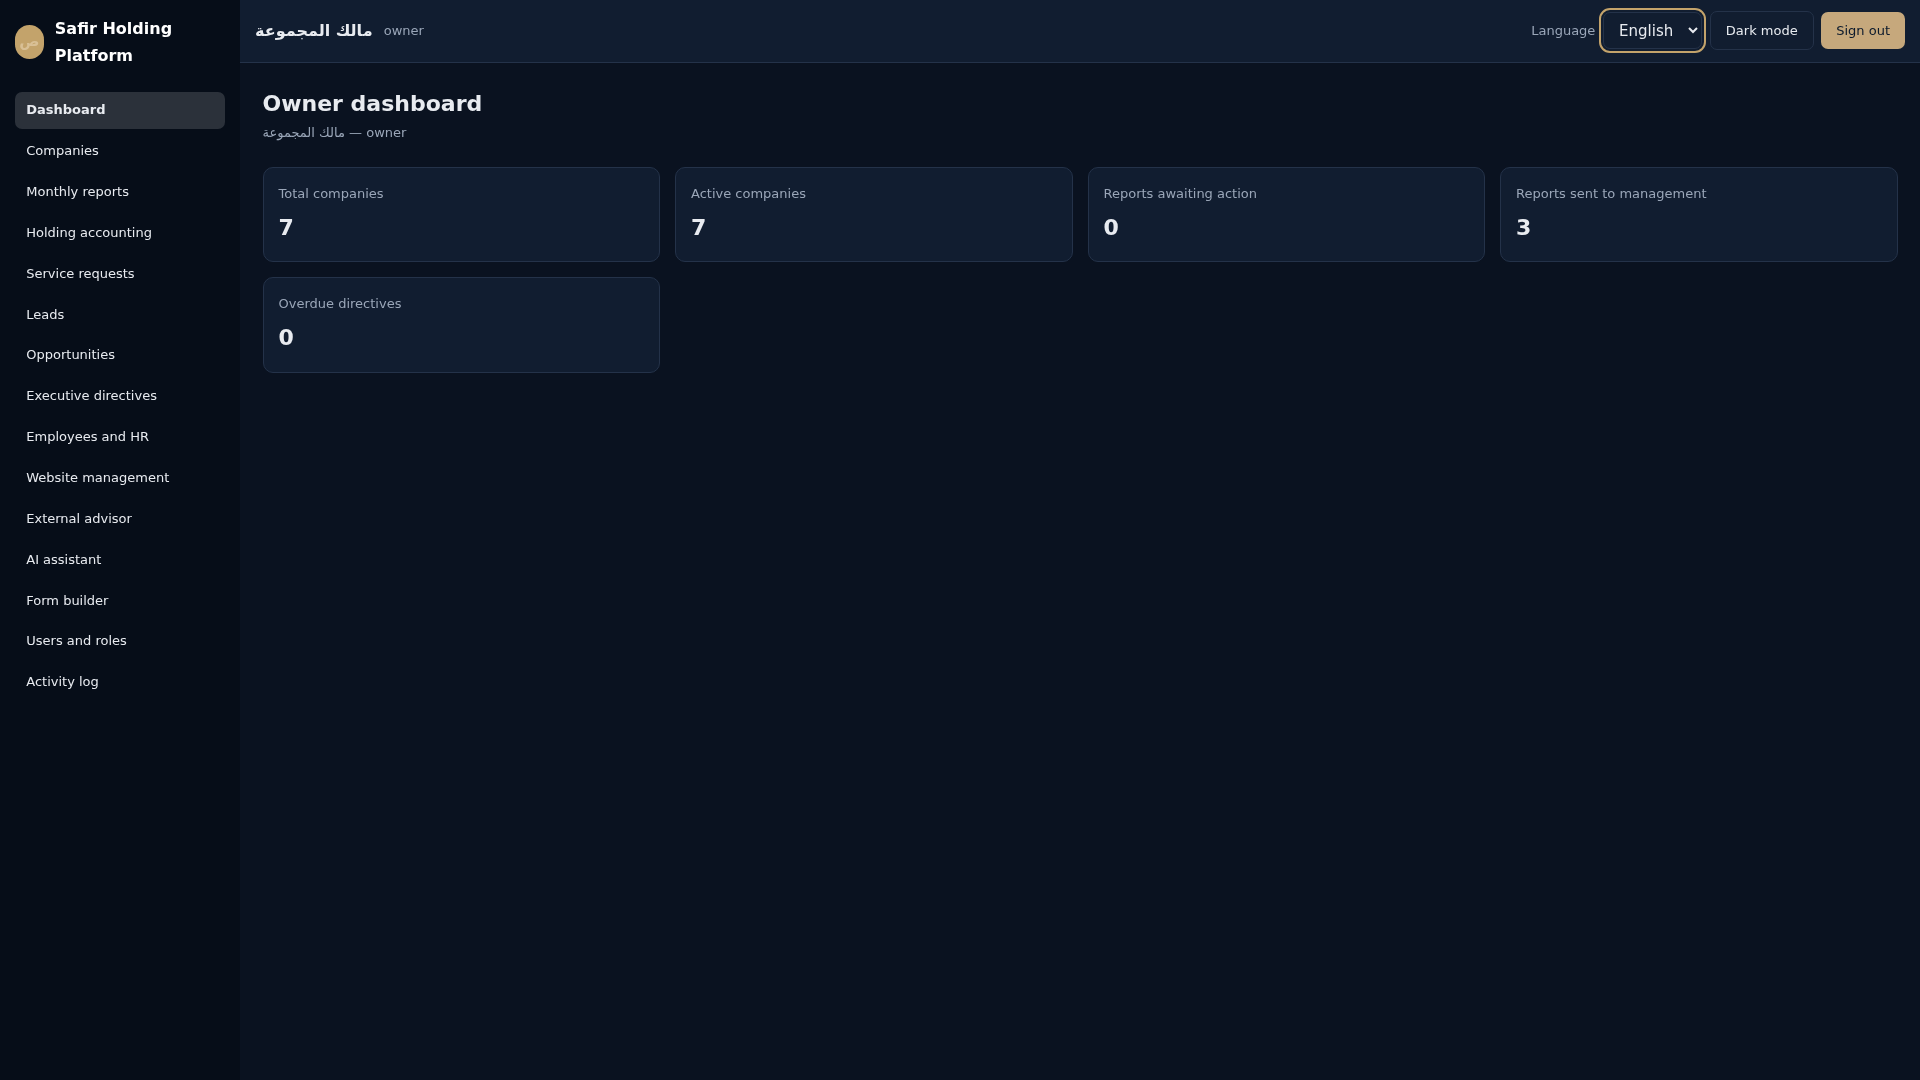 ص
Safir Holding
Platform
Dashboard
Companies
Monthly reports
Holding accounting
Service requests
Leads
Opportunities
Executive directives
Employees and HR
Website management
External advisor
AI assistant
Form builder
Users and roles
Activity log
مالك المجموعة owner
Language English Dark mode Sign out
Owner dashboard
مالك المجموعة — owner
Total companies
7
Active companies
7
Reports awaiting action
0
Reports sent to management
3
Overdue directives
0